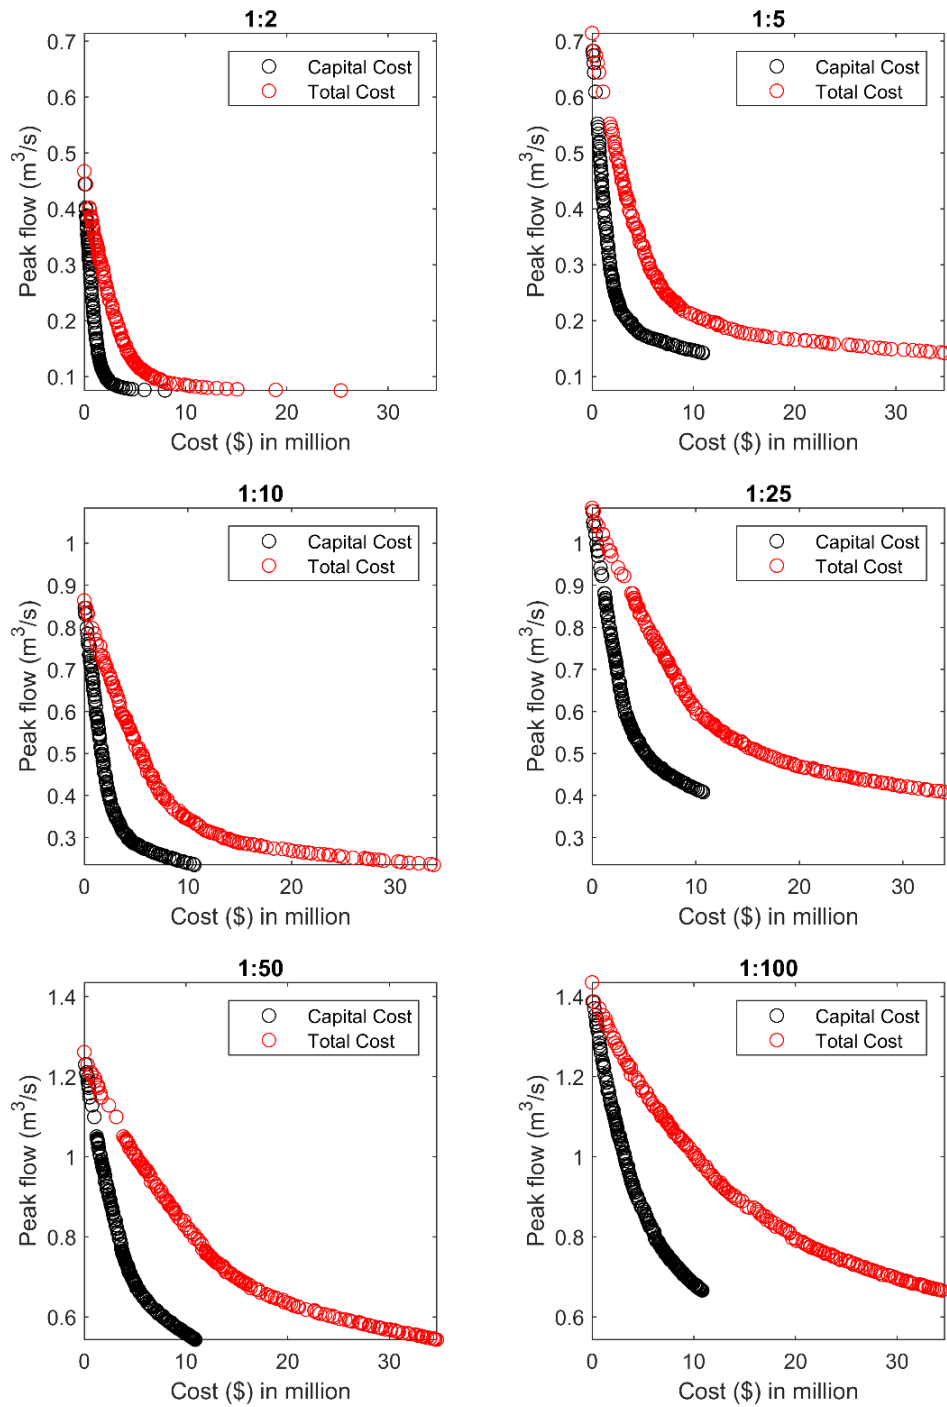 1:2
0.7
0.6
0.5
0.4
0.3
0.2
0.1
Peak flow (m³/s)
Capital Cost
Total Cost
0 10 20 30
Cost ($) in million
1:5
0.7
0.6
0.5
0.4
0.3
0.2
0.1
Peak flow (m³/s)
Capital Cost
Total Cost
0 10 20 30
Cost ($) in million
1:10
1
0.9
0.8
0.7
0.6
0.5
0.4
0.3
Peak flow (m³/s)
Capital Cost
Total Cost
0 10 20 30
Cost ($) in million
1:25
1
0.9
0.8
0.7
0.6
0.5
0.4
0.3
Peak flow (m³/s)
Capital Cost
Total Cost
0 10 20 30
Cost ($) in million
1:50
1.4
1.2
1
0.8
0.6
Peak flow (m³/s)
Capital Cost
Total Cost
0 10 20 30
Cost ($) in million
1:100
1.4
1.2
1
0.8
0.6
Peak flow (m³/s)
Capital Cost
Total Cost
0 10 20 30
Cost ($) in million